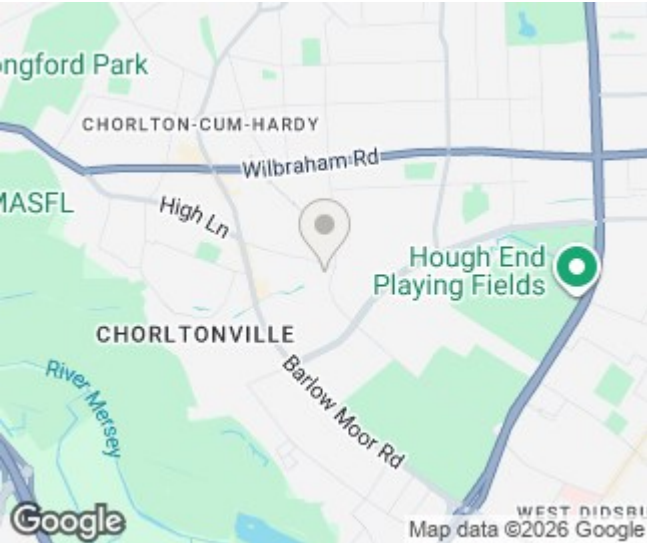 ongford Park
CHORLTON-CUM-HARDY
Wilbraham Rd
MASFL
High Ln
Hough End
Playing Fields
CHORLTONVILLE
River Mersey
Barlow Moor Rd
WEST DIDSBU
Google
Map data ©2026 Google